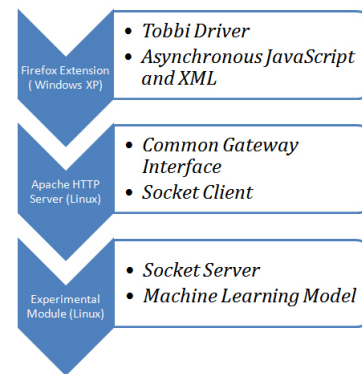 Firefox Extension
( Windows XP)
• Tobbi Driver
• Asynchronous JavaScript
and XML
Apache HTTP
Server (Linux)
• Common Gateway
Interface
• Socket Client
Experimental
Module (Linux)
• Socket Server
• Machine Learning Model